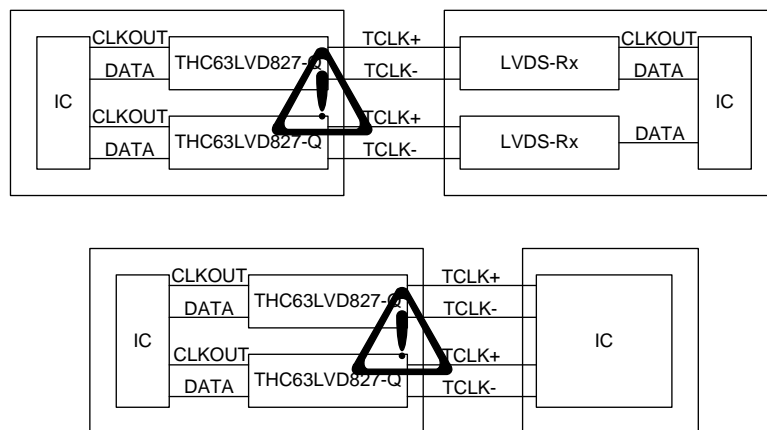 CLKOUT THC63LVD827-Q TCLK+ LVDS-Rx CLKOUT
DATA TCLK- DATA
IC IC
CLKOUT THC63LVD827-Q TCLK+ LVDS-Rx DATA
DATA TCLK-
CLKOUT THC63LVD827-Q TCLK+
DATA TCLK-
IC IC
CLKOUT THC63LVD827-Q TCLK+
DATA TCLK-